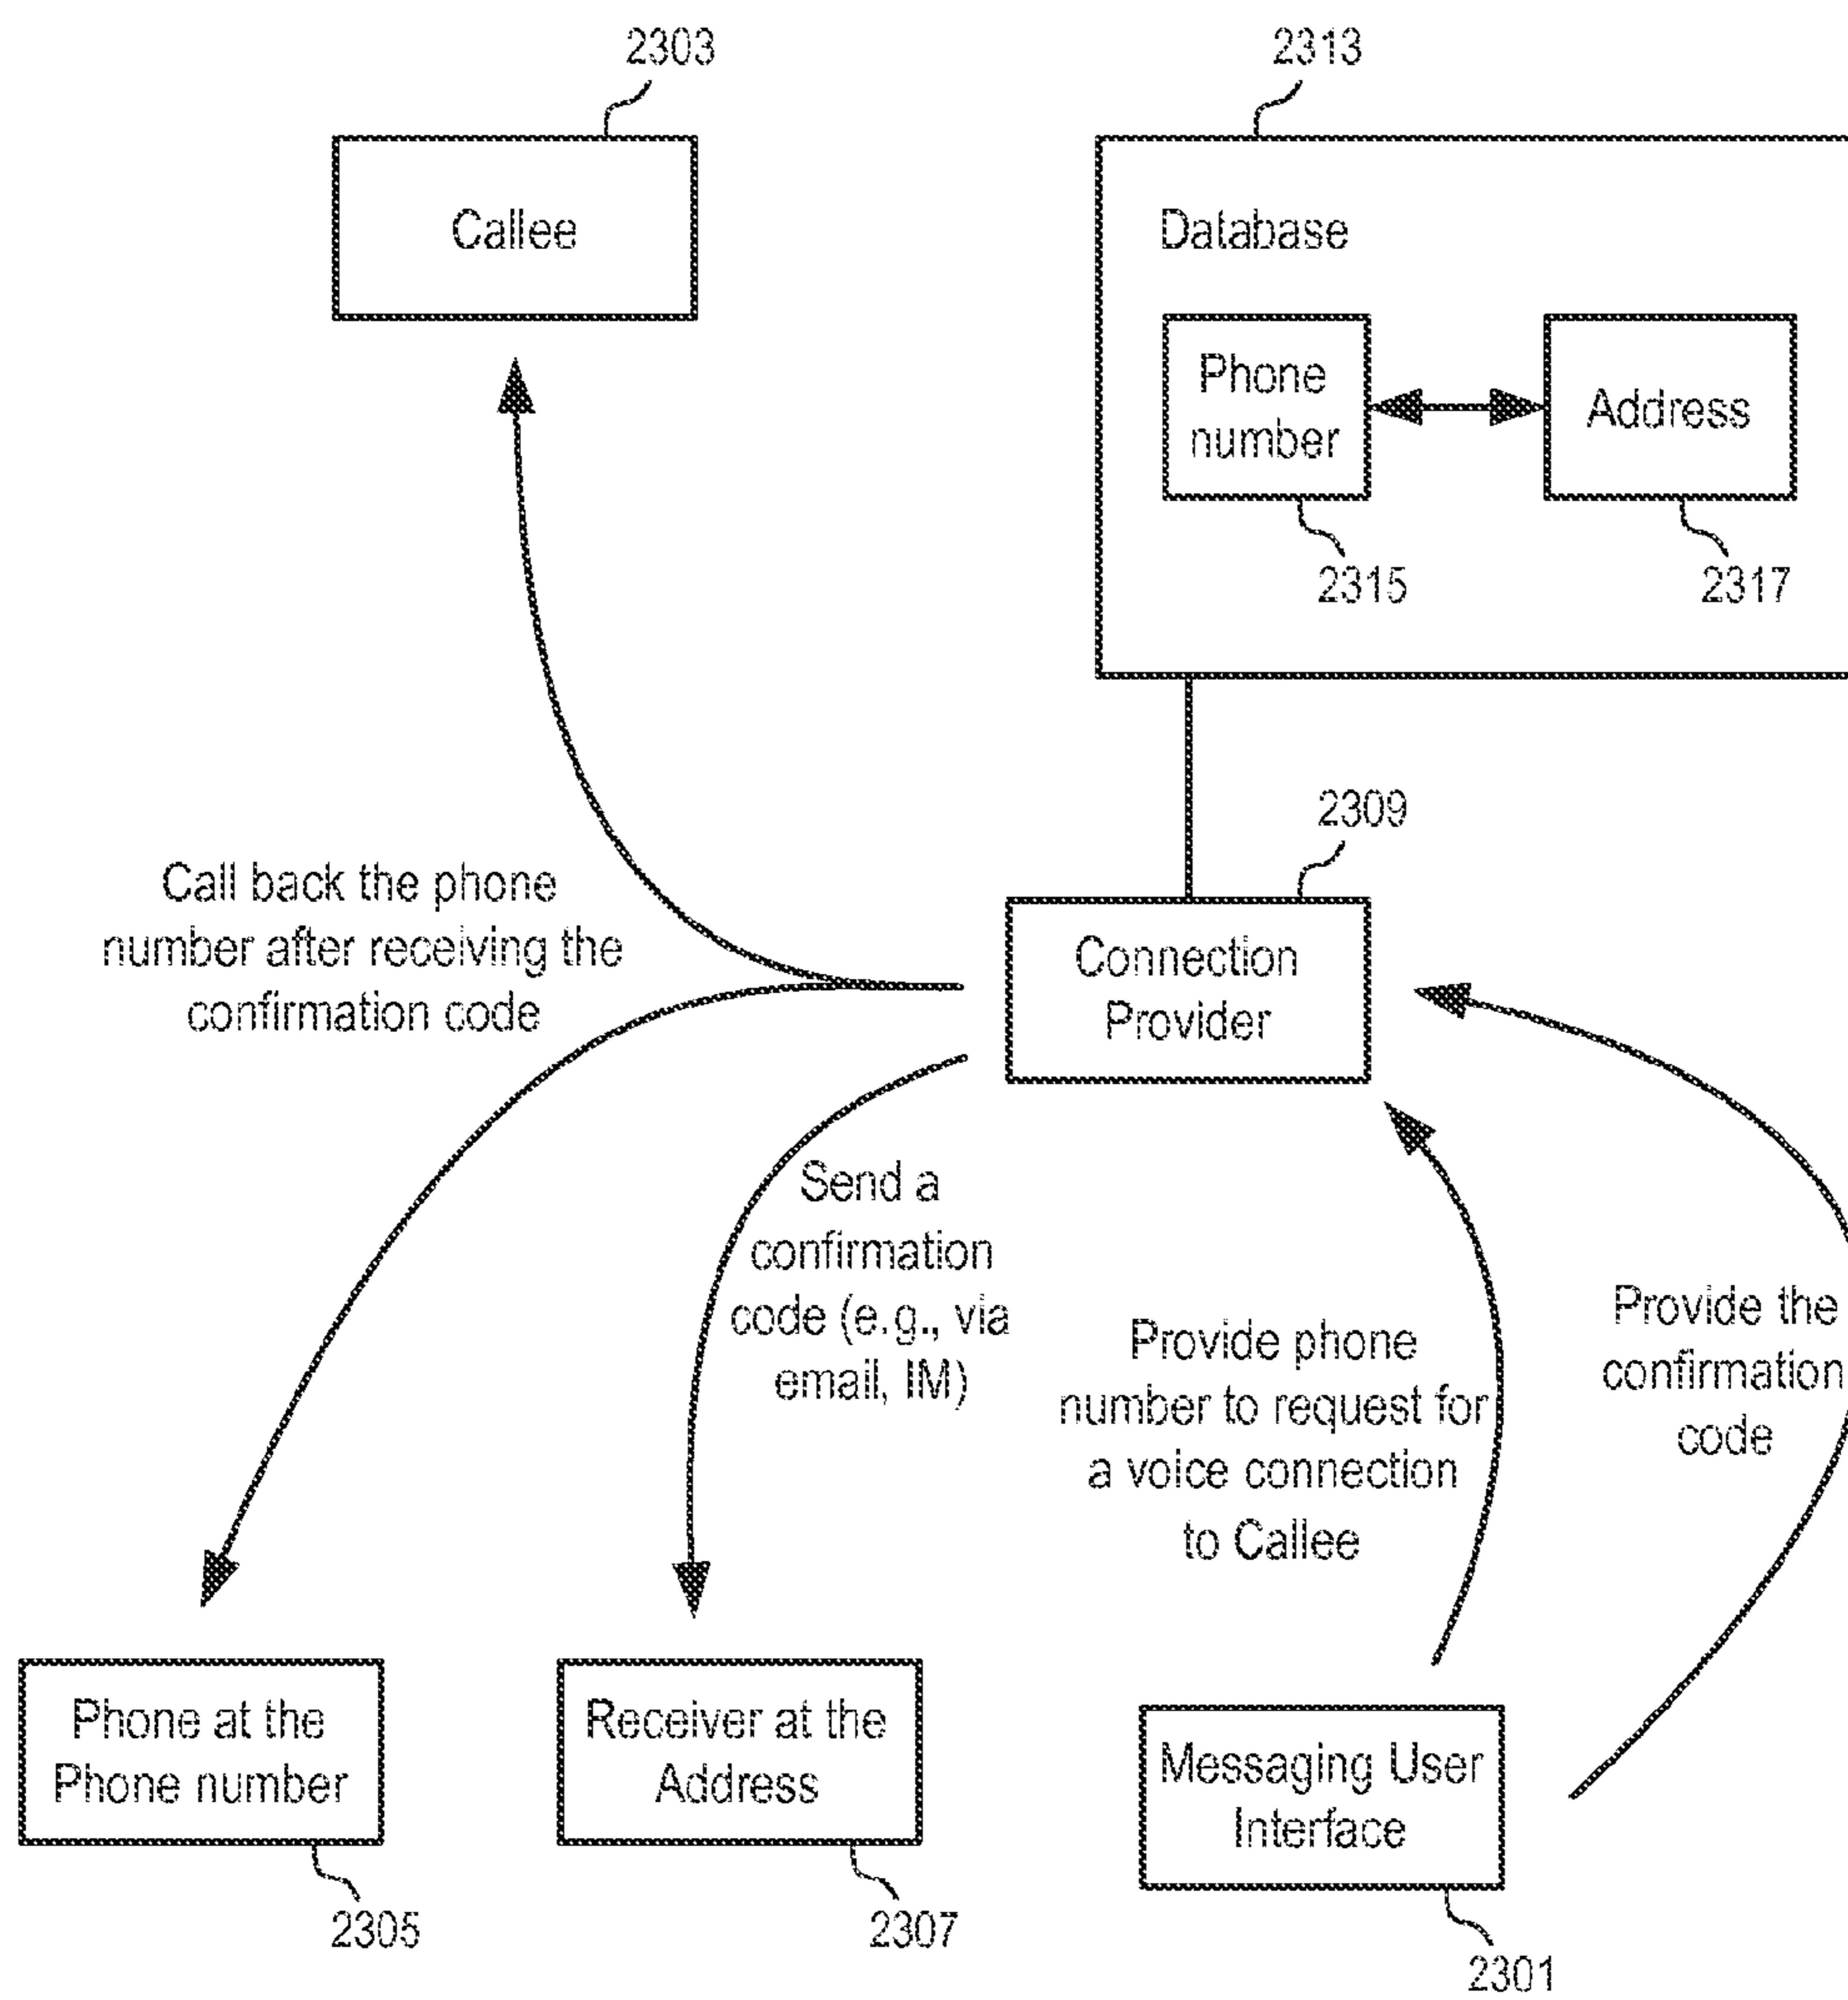 2303
2313
Callee
Database
Phone
number
Address
2315
2317
2309
Connection
Provider
Call back the phone
number after receiving the
confirmation code
Send a
confirmation
code (e.g., via
email, IM)
Provide phone
number to request for
a voice connection
to Callee
Provide the
confirmation
code
Phone at the
Phone number
Receiver at the
Address
Messaging User
Interface
2305
2307
2301